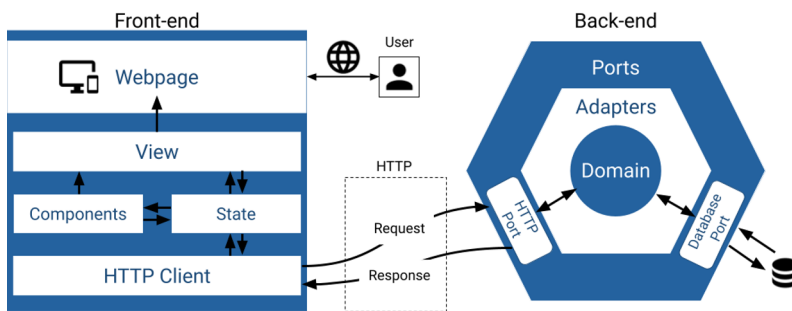 Front-end
Webpage
User
View
Components
State
HTTP Client
HTTP
Request
Response
Back-end
Ports
Adapters
Domain
HTTP
Port
Database
Port